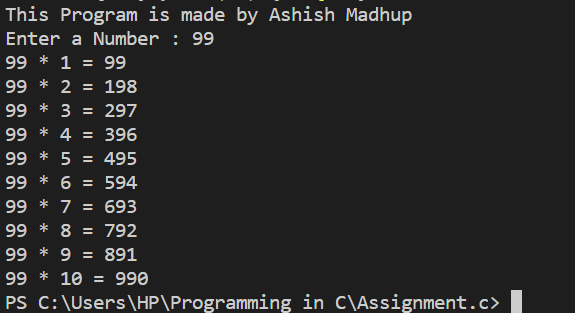 This Program is made by Ashish Madhup
Enter a Number : 99
99 * 1 = 99
99 * 2 = 198
99 * 3 = 297
99 * 4 = 396
99 * 5 = 495
99 * 6 = 594
99 * 7 = 693
99 * 8 = 792
99 * 9 = 891
99 * 10 = 990
PS C:\Users\HP\Programming in C\Assignment.c>